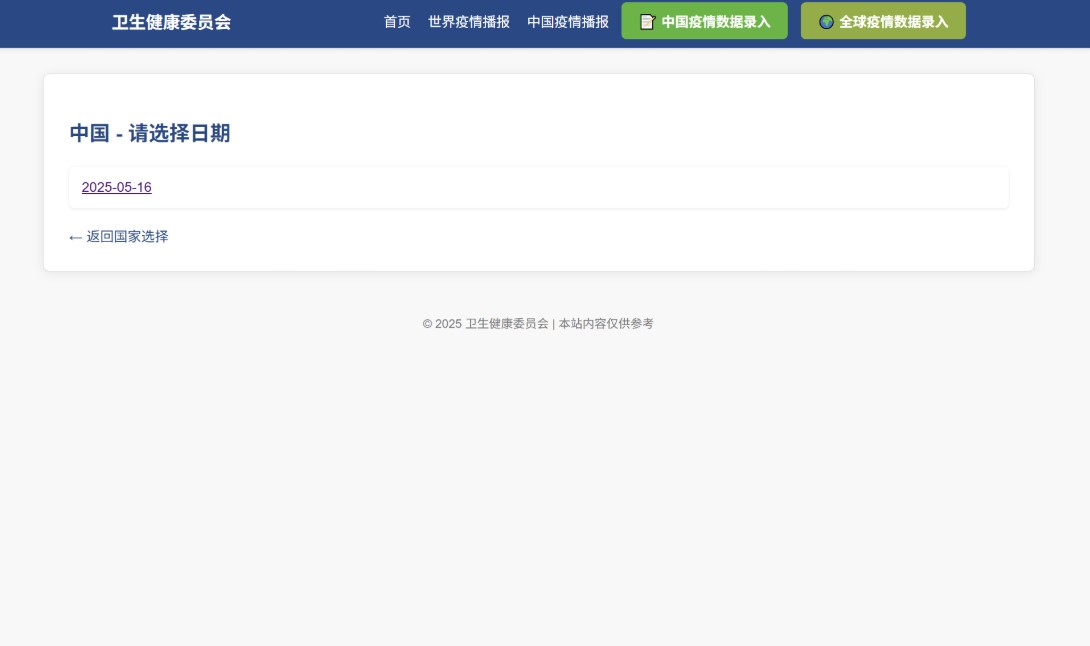 卫生健康委员会
首页 世界疫情播报 中国疫情播报 📝 中国疫情数据录入 🌍 全球疫情数据录入
中国 - 请选择日期
2025-05-16
← 返回国家选择
© 2025 卫生健康委员会 | 本站内容仅供参考